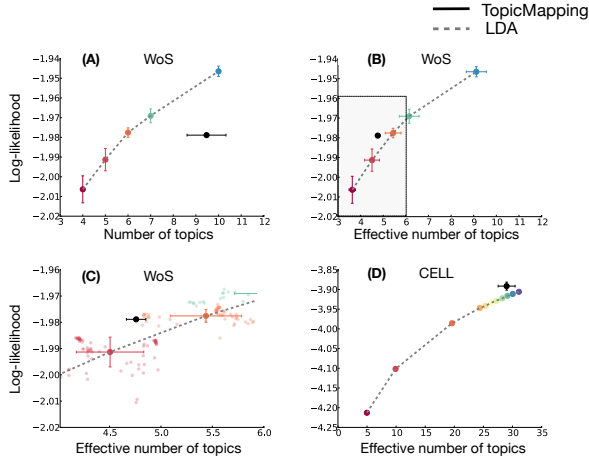 TopicMapping
LDA
(A) WoS
Log-likelihood
−1.94
−1.95
−1.96
−1.97
−1.98
−1.99
−2.00
−2.01
−2.02
3 4 5 6 7 8 9 10 11 12
Number of topics
(B) WoS
−1.94
−1.95
−1.96
−1.97
−1.98
−1.99
−2.00
−2.01
−2.02
3 4 5 6 7 8 9 10 11 12
Effective number of topics
(C) WoS
Log-likelihood
−1.96
−1.97
−1.98
−1.99
−2.00
−2.01
−2.02
4.5 5.0 5.5 6.0
Effective number of topics
(D) CELL
−3.85
−3.90
−3.95
−4.00
−4.05
−4.10
−4.15
−4.20
−4.25
0 5 10 15 20 25 30 35
Effective number of topics